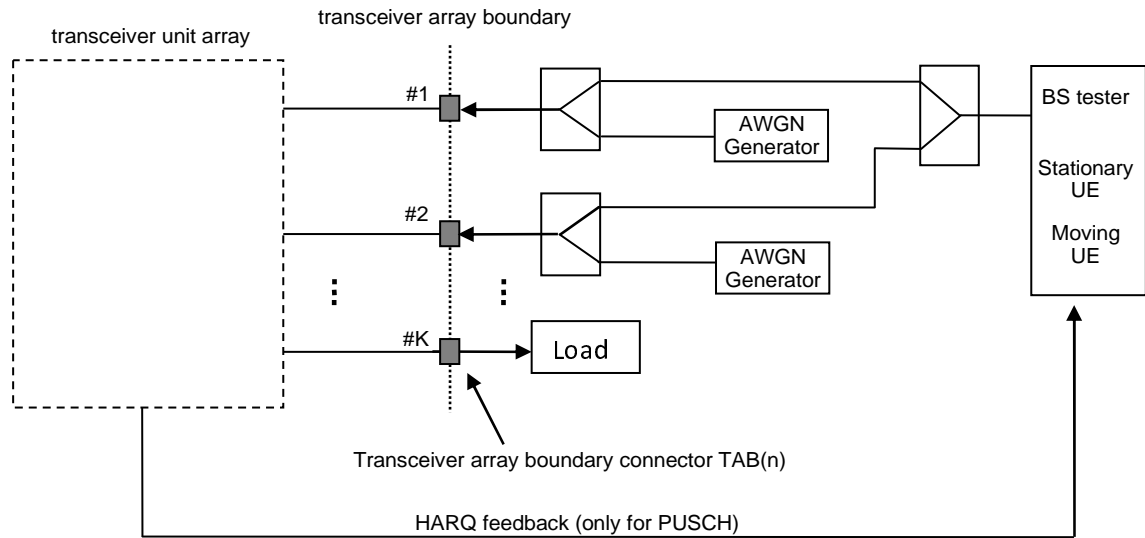 transceiver array boundary
transceiver unit array
#1
BS tester
AWGN
Generator
Stationary
UE
#2
Moving
UE
AWGN
Generator
#K
Load
Transceiver array boundary connector TAB(n)
HARQ feedback (only for PUSCH)